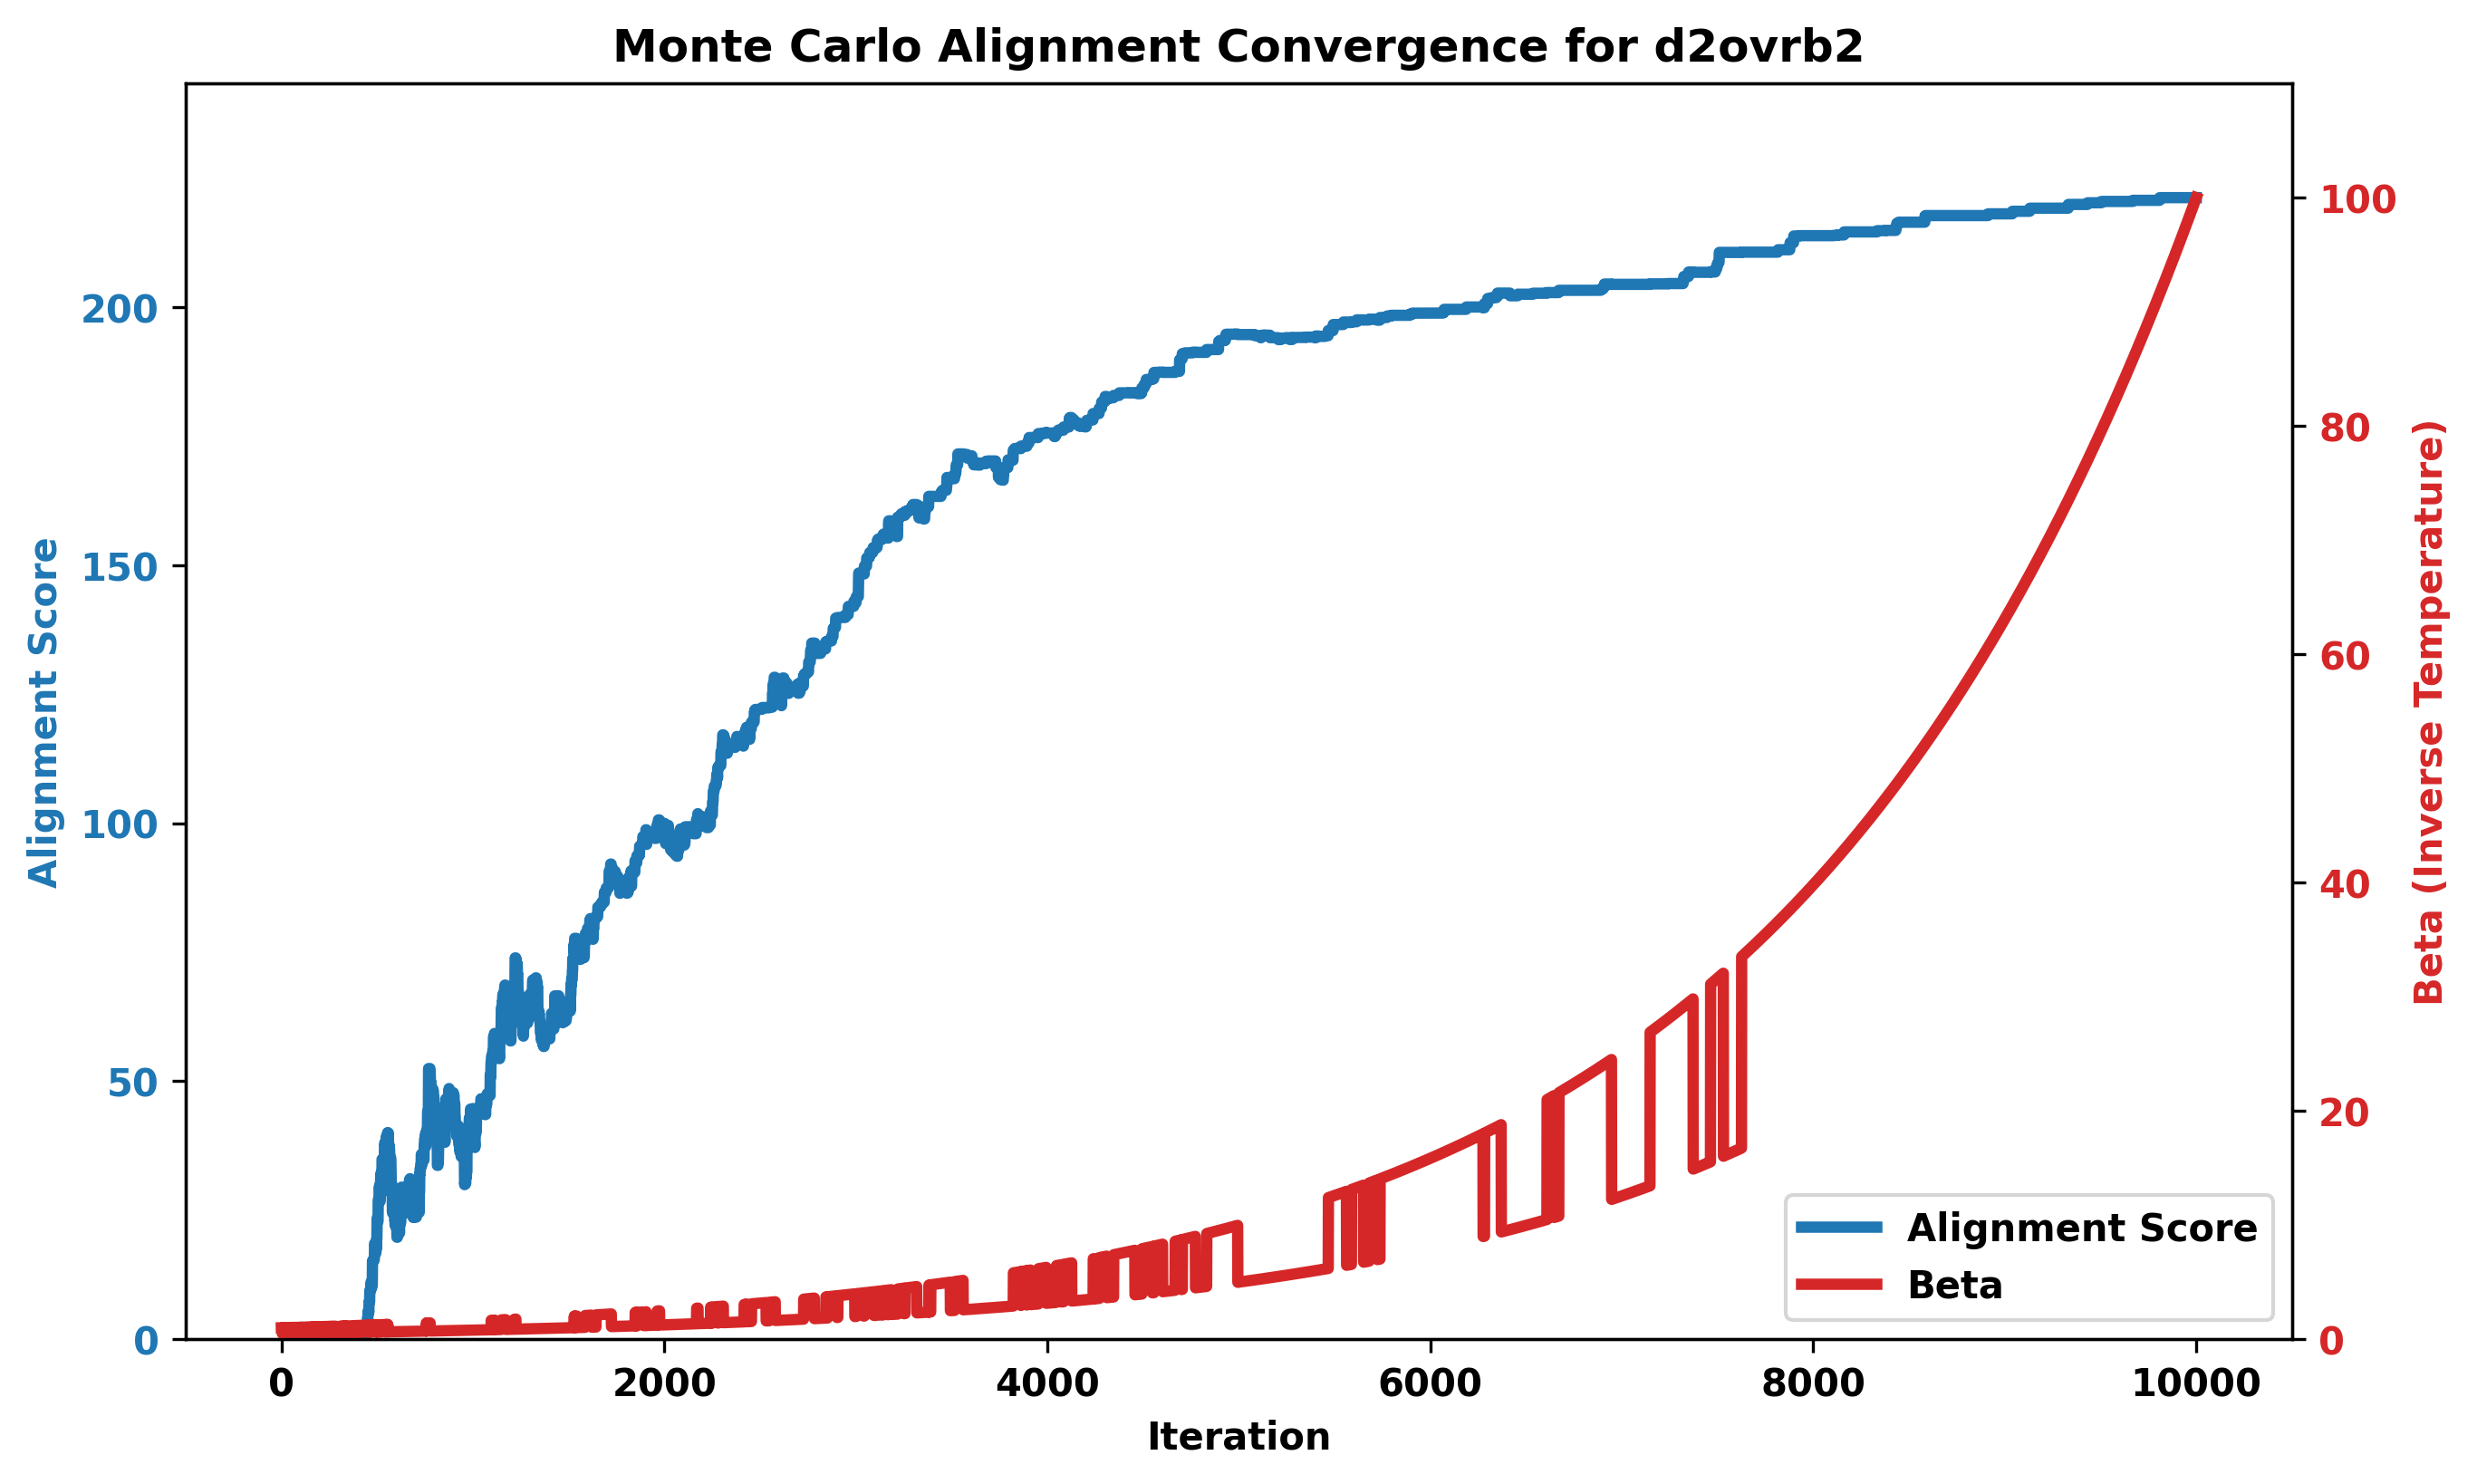 Monte Carlo Alignment Convergence for d2ovrb2
Alignment Score
200
150
100
50
0
100
80
60
40
20
0
Beta (Inverse Temperature)
Alignment Score
Beta
0 2000 4000 6000 8000 10000
Iteration